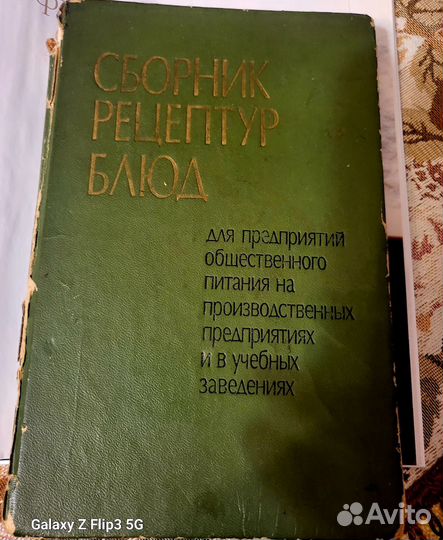 СБОРНИК
РЕЦЕПТУР
БЛЮД
для предприятий
общественного
питания на
производственных
предприятиях
и в учебных
заведениях
Galaxy Z Flip3 5G
Avito